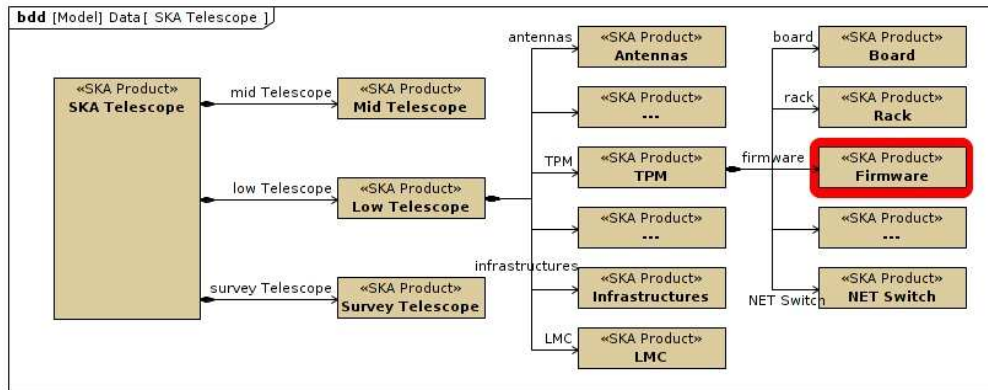 bdd [Model] Data[ SKA Telescope ]
«SKA Product»
SKA Telescope
mid Telescope
«SKA Product»
Mid Telescope
low Telescope
«SKA Product»
Low Telescope
survey Telescope
«SKA Product»
Survey Telescope
antennas
«SKA Product»
Antennas
«SKA Product»
---
TPM
«SKA Product»
TPM
«SKA Product»
---
infrastructures
«SKA Product»
Infrastructures
LMC
«SKA Product»
LMC
board
«SKA Product»
Board
rack
«SKA Product»
Rack
firmware
«SKA Product»
Firmware
«SKA Product»
---
NET Switch
«SKA Product»
NET Switch